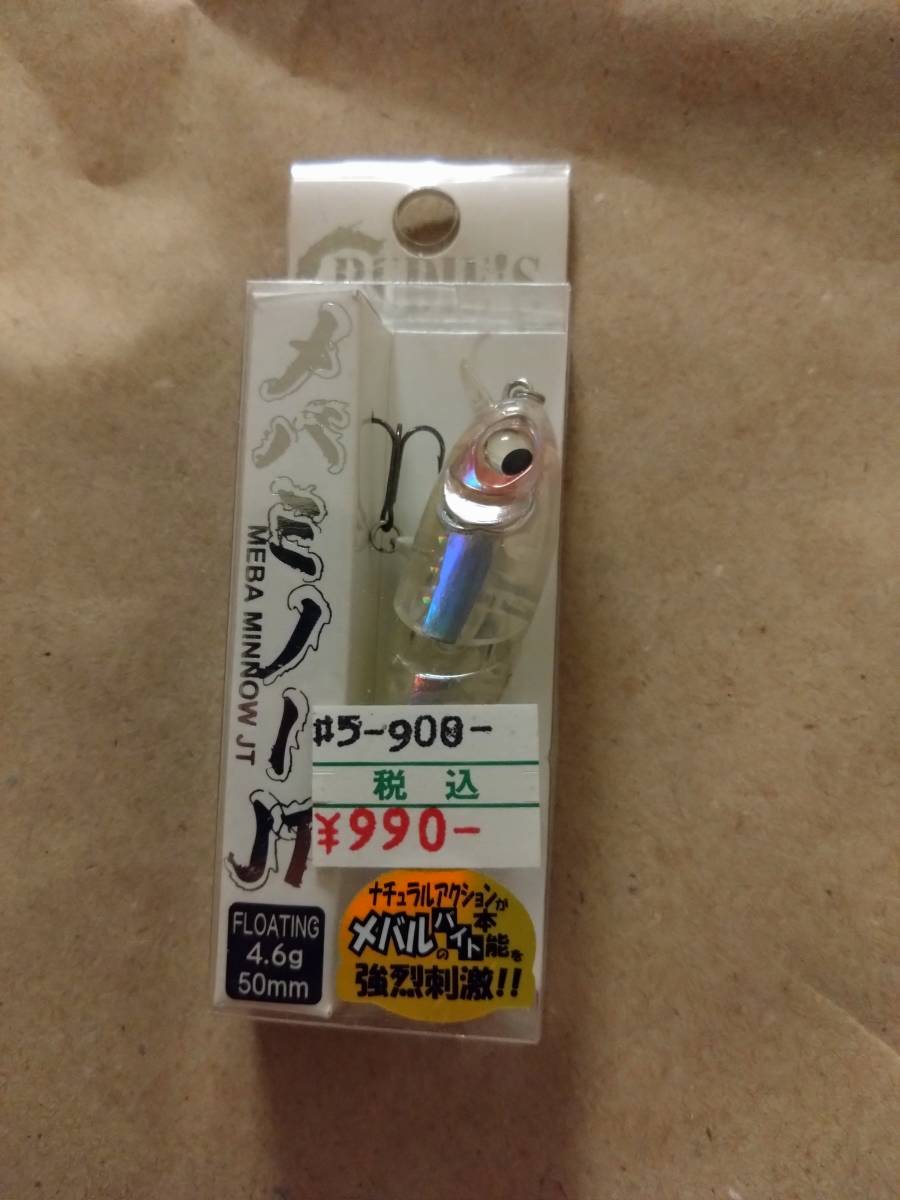 RUDIE'S
メバミノーJT
MEBA MINNOW JT
#5-900-
税込
¥990-
FLOATING
4.6g
50mm
ナチュラルアクションが
メバルのバイト本能を
強烈刺激!!